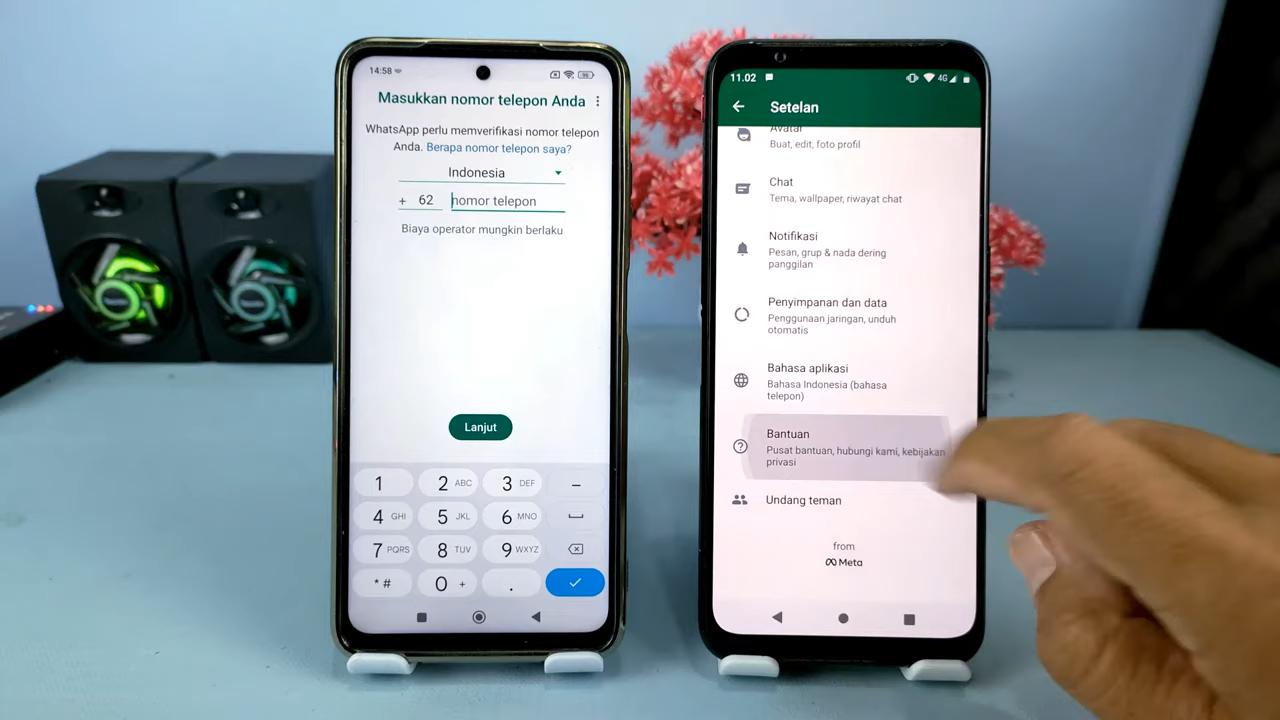 14:58
Masukkan nomor telepon Anda
WhatsApp perlu memverifikasi nomor telepon
Anda. Berapa nomor telepon saya?
Indonesia
+ 62 nomor telepon
Biaya operator mungkin berlaku
Lanjut
1 2 ABC 3 DEF –
4 GHI 5 JKL 6 MNO
7 PQRS 8 TUV 9 WXYZ
* # 0 + .
11.02 4G
Setelan
Avatar
Buat, edit, foto profil
Chat
Tema, wallpaper, riwayat chat
Notifikasi
Pesan, grup & nada dering
panggilan
Penyimpanan dan data
Penggunaan jaringan, unduh
otomatis
Bahasa aplikasi
Bahasa Indonesia (bahasa
telepon)
Bantuan
Pusat bantuan, hubungi kami, kebijakan
privasi
Undang teman
from
Meta